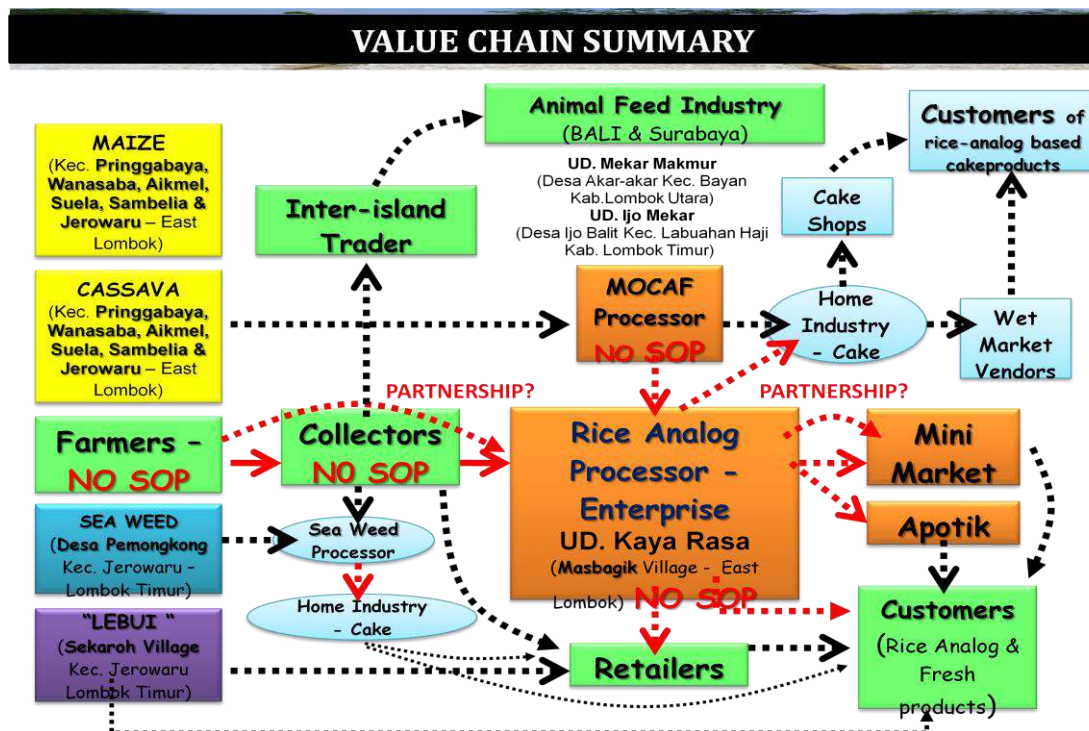 VALUE CHAIN SUMMARY
MAIZE
(Kec. Pringgabaya,
Wanasaba, Aikmel,
Suela, Sambelia &
Jerowaru – East
Lombok)
Animal Feed Industry
(BALI & Surabaya)
Customers of
rice-analog based
cakeproducts
UD. Mekar Makmur
(Desa Akar-akar Kec. Bayan
Kab.Lombok Utara)
UD. Ijo Mekar
(Desa Ijo Balit Kec. Labuahan Haji
Kab. Lombok Timur)
Inter-island
Trader
Cake
Shops
CASSAVA
(Kec. Pringgabaya,
Wanasaba, Aikmel,
Suela, Sambelia &
Jerowaru – East
Lombok)
MOCAF
Processor
NO SOP
Home
Industry
– Cake
Wet
Market
Vendors
PARTNERSHIP?
PARTNERSHIP?
Farmers –
NO SOP
Collectors
N0 SOP
Rice Analog
Processor –
Enterprise
UD. Kaya Rasa
(Masbagik Village - East
Lombok) NO SOP
Mini
Market
Apotik
SEA WEED
(Desa Pemongkong
Kec. Jerowaru –
Lombok Timur)
Sea Weed
Processor
Home Industry
– Cake
"LEBUI "
(Sekaroh Village
Kec. Jerowaru
Lombok Timur)
Retailers
Customers
(Rice Analog &
Fresh
products)